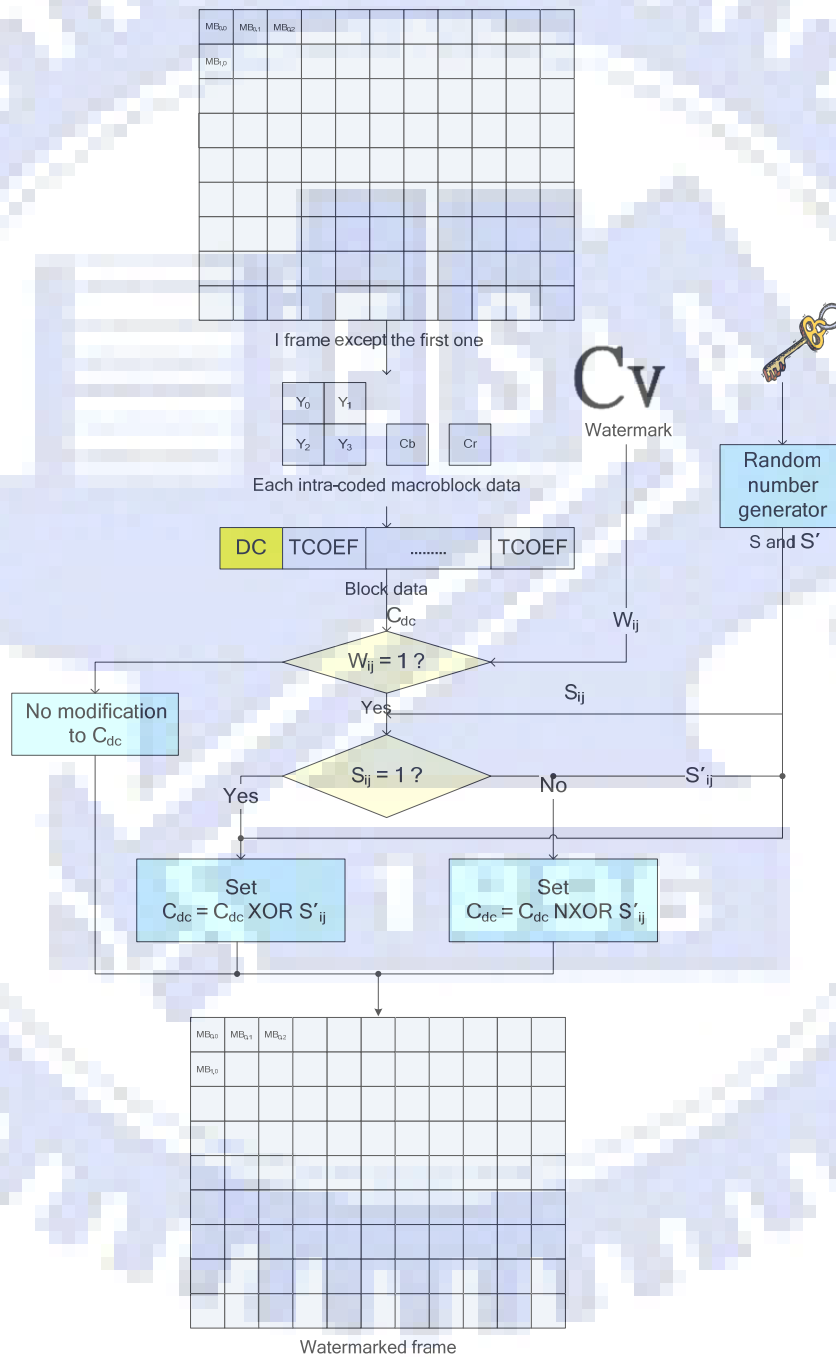 MB0,0 MB0,1 MB0,2
MB1,0
I frame except the first one
Cv
Watermark
Y0 Y1
Y2 Y3 Cb Cr
Each intra-coded macroblock data
Random
number
generator
S and S′
DC TCOEF ......... TCOEF
Block data
Cdc
Wij
Wij = 1 ?
Sij
Yes
No modification
to Cdc
Sij = 1 ?
S′ij
Yes
No
Set
Cdc = Cdc XOR S′ij
Set
Cdc = Cdc NXOR S′ij
MB0,0 MB0,1 MB0,2
MB1,0
Watermarked frame